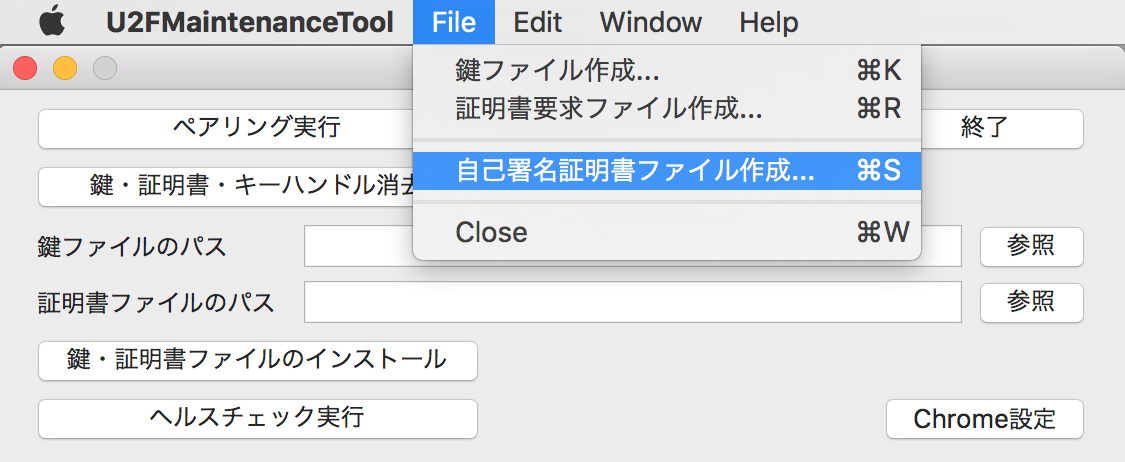 U2FMaintenanceTool File Edit Window Help
鍵ファイル作成... ⌘K
証明書要求ファイル作成... ⌘R
自己署名証明書ファイル作成... ⌘S
Close ⌘W
ペアリング実行
終了
鍵・証明書・キーハンドル消去
鍵ファイルのパス
参照
証明書ファイルのパス
参照
鍵・証明書ファイルのインストール
ヘルスチェック実行
Chrome設定